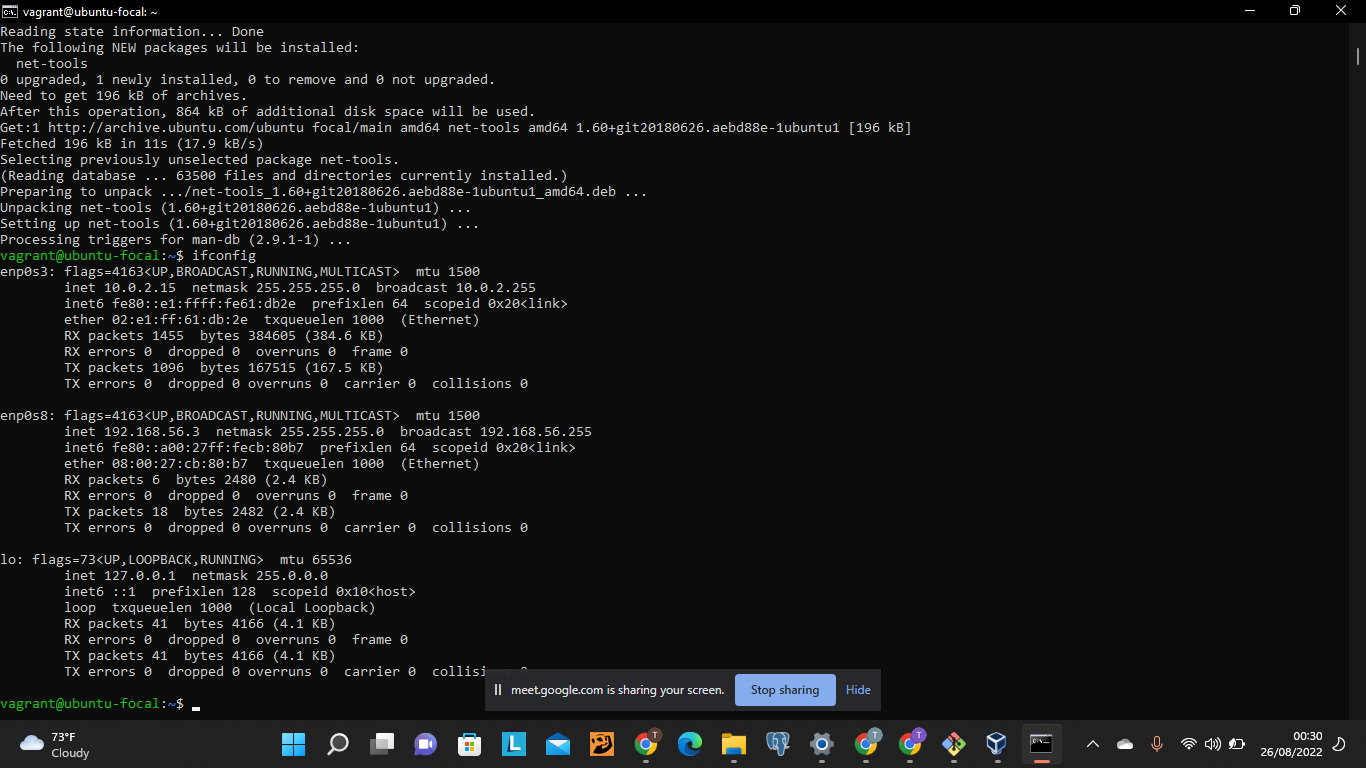 vagrant@ubuntu-focal: ~
Reading state information... Done
The following NEW packages will be installed:
  net-tools
0 upgraded, 1 newly installed, 0 to remove and 0 not upgraded.
Need to get 196 kB of archives.
After this operation, 864 kB of additional disk space will be used.
Get:1 http://archive.ubuntu.com/ubuntu focal/main amd64 net-tools amd64 1.60+git20180626.aebd88e-1ubuntu1 [196 kB]
Fetched 196 kB in 11s (17.9 kB/s)
Selecting previously unselected package net-tools.
(Reading database ... 63500 files and directories currently installed.)
Preparing to unpack .../net-tools_1.60+git20180626.aebd88e-1ubuntu1_amd64.deb ...
Unpacking net-tools (1.60+git20180626.aebd88e-1ubuntu1) ...
Setting up net-tools (1.60+git20180626.aebd88e-1ubuntu1) ...
Processing triggers for man-db (2.9.1-1) ...
vagrant@ubuntu-focal:~$ ifconfig
enp0s3: flags=4163<UP,BROADCAST,RUNNING,MULTICAST>  mtu 1500
        inet 10.0.2.15  netmask 255.255.255.0  broadcast 10.0.2.255
        inet6 fe80::e1:ffff:fe61:db2e  prefixlen 64  scopeid 0x20<link>
        ether 02:e1:ff:61:db:2e  txqueuelen 1000  (Ethernet)
        RX packets 1455  bytes 384605 (384.6 KB)
        RX errors 0  dropped 0  overruns 0  frame 0
        TX packets 1096  bytes 167515 (167.5 KB)
        TX errors 0  dropped 0 overruns 0  carrier 0  collisions 0
enp0s8: flags=4163<UP,BROADCAST,RUNNING,MULTICAST>  mtu 1500
        inet 192.168.56.3  netmask 255.255.255.0  broadcast 192.168.56.255
        inet6 fe80::a00:27ff:fecb:80b7  prefixlen 64  scopeid 0x20<link>
        ether 08:00:27:cb:80:b7  txqueuelen 1000  (Ethernet)
        RX packets 6  bytes 2480 (2.4 KB)
        RX errors 0  dropped 0  overruns 0  frame 0
        TX packets 18  bytes 2482 (2.4 KB)
        TX errors 0  dropped 0 overruns 0  carrier 0  collisions 0
lo: flags=73<UP,LOOPBACK,RUNNING>  mtu 65536
        inet 127.0.0.1  netmask 255.0.0.0
        inet6 ::1  prefixlen 128  scopeid 0x10<host>
        loop  txqueuelen 1000  (Local Loopback)
        RX packets 41  bytes 4166 (4.1 KB)
        RX errors 0  dropped 0  overruns 0  frame 0
        TX packets 41  bytes 4166 (4.1 KB)
        TX errors 0  dropped 0 overruns 0  carrier 0  collisions 0
meet.google.com is sharing your screen. Stop sharing Hide
vagrant@ubuntu-focal:~$
73°F
Cloudy
00:30
26/08/2022